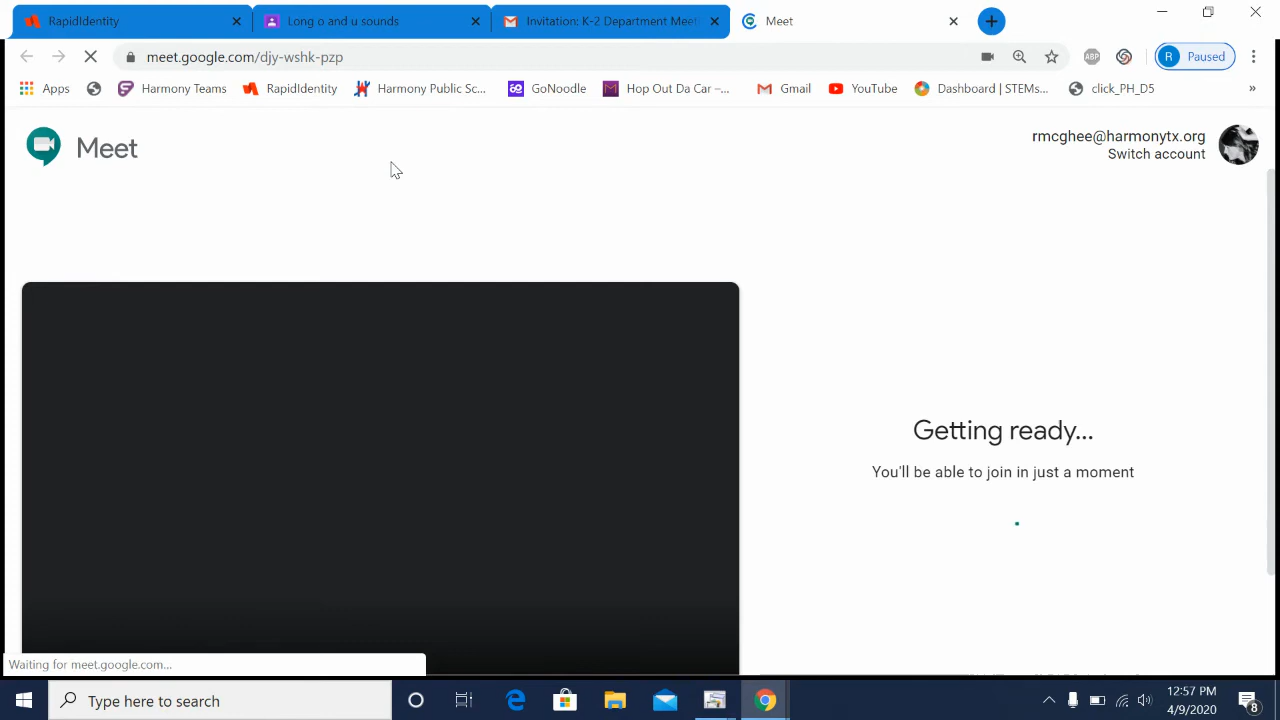 RapidIdentity
Long o and u sounds
Invitation: K-2 Department Meet
Meet
meet.google.com/djy-wshk-pzp
ABP
R Paused
Apps
Harmony Teams
RapidIdentity
Harmony Public Sc...
GoNoodle
Hop Out Da Car –...
Gmail
YouTube
Dashboard | STEMs...
click_PH_D5
»
Meet
rmcghee@harmonytx.org
Switch account
Getting ready...
You'll be able to join in just a moment
Waiting for meet.google.com...
Type here to search
12:57 PM
4/9/2020
8